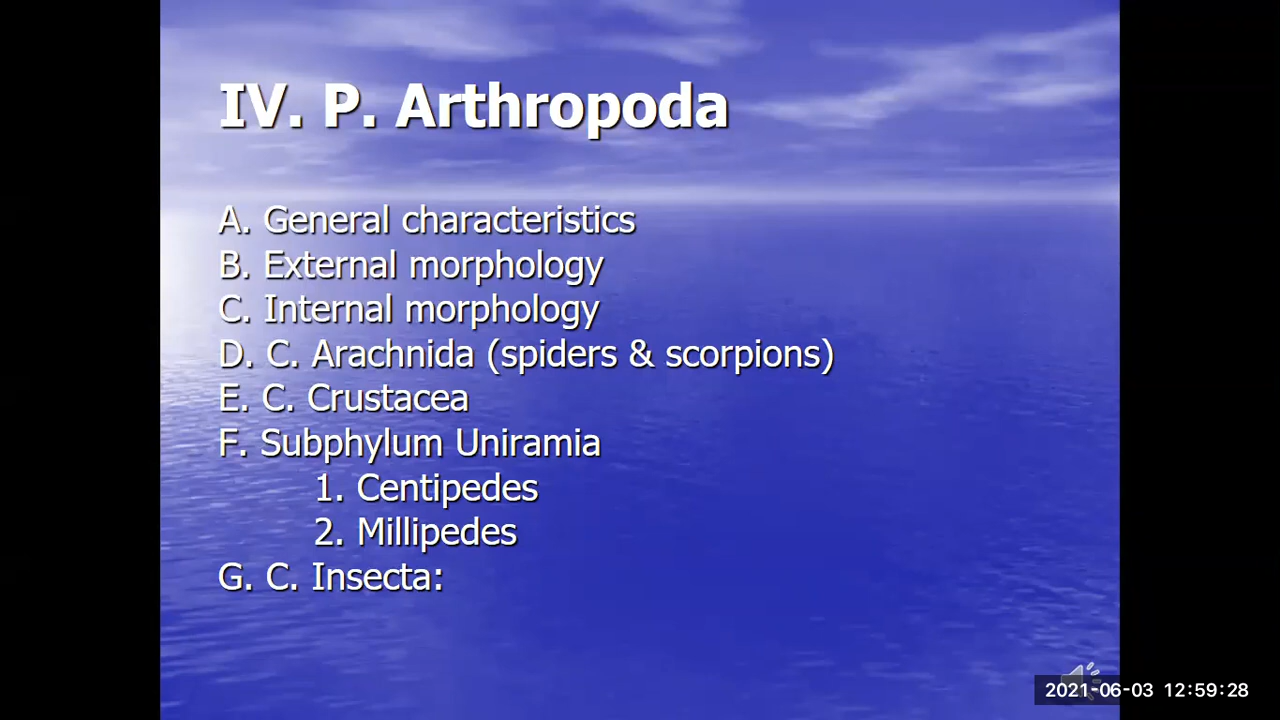 IV. P. Arthropoda
A. General characteristics
B. External morphology
C. Internal morphology
D. C. Arachnida (spiders & scorpions)
E. C. Crustacea
F. Subphylum Uniramia
1. Centipedes
2. Millipedes
G. C. Insecta:
2021-06-03 12:59:28